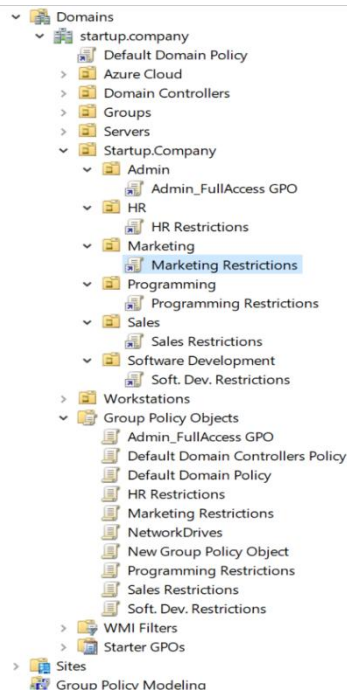 Domains
startup.company
Default Domain Policy
Azure Cloud
Domain Controllers
Groups
Servers
Startup.Company
Admin
Admin_FullAccess GPO
HR
HR Restrictions
Marketing
Marketing Restrictions
Programming
Programming Restrictions
Sales
Sales Restrictions
Software Development
Soft. Dev. Restrictions
Workstations
Group Policy Objects
Admin_FullAccess GPO
Default Domain Controllers Policy
Default Domain Policy
HR Restrictions
Marketing Restrictions
NetworkDrives
New Group Policy Object
Programming Restrictions
Sales Restrictions
Soft. Dev. Restrictions
WMI Filters
Starter GPOs
Sites
Group Policy Modeling